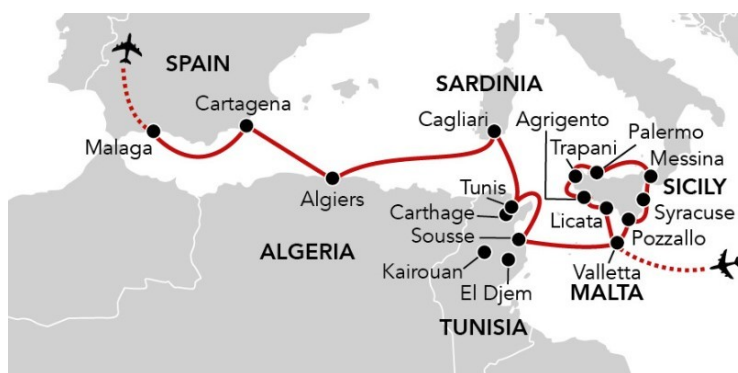 SPAIN
Cartagena
Malaga
Algiers
ALGERIA
SARDINIA
Cagliari
Agrigento
Trapani
Palermo
Messina
SICILY
Syracuse
Licata
Pozzallo
Tunis
Carthage
Sousse
Kairouan
El Djem
TUNISIA
Valletta
MALTA